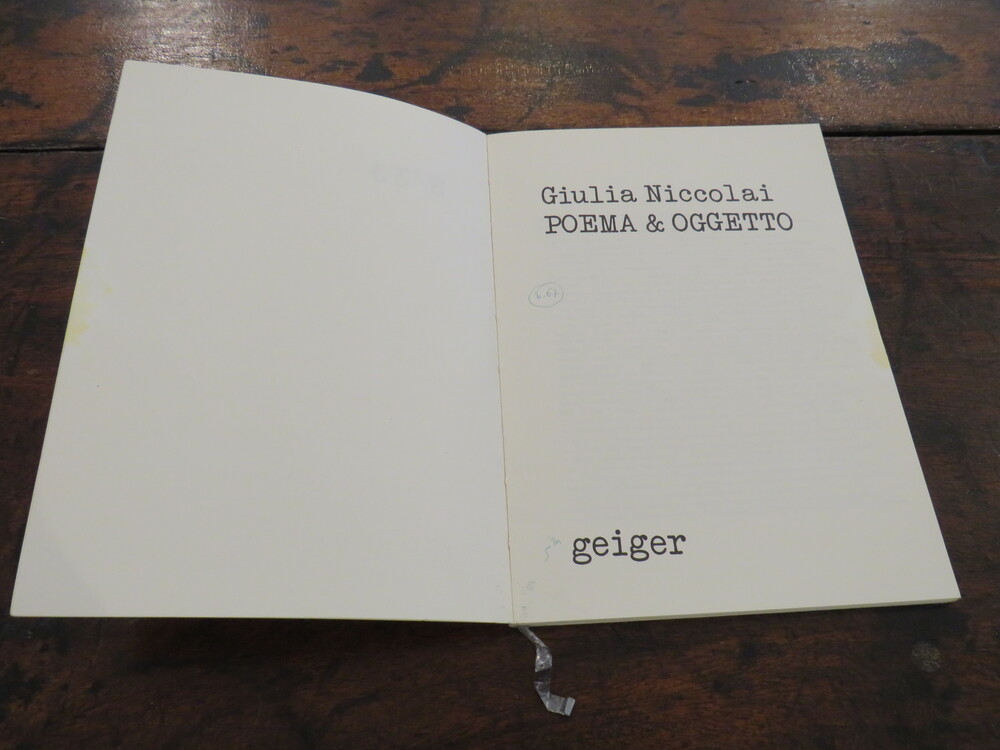 Giulia Niccolai
POEMA & OGGETTO
geiger